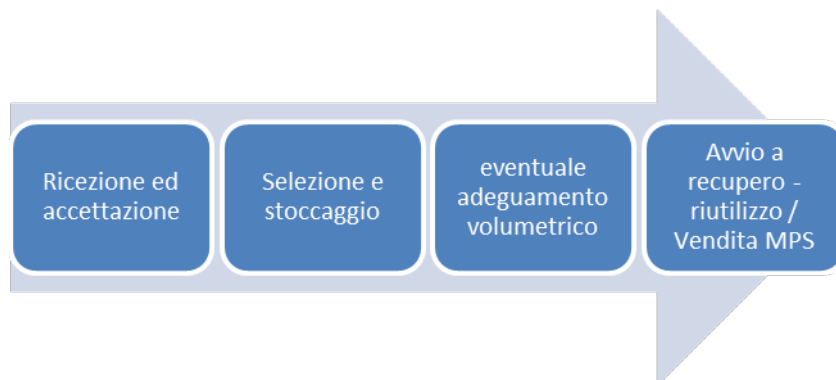 Ricezione ed
accettazione
Selezione e
stoccaggio
eventuale
adeguamento
volumetrico
Avvio a
recupero -
riutilizzo /
Vendita MPS